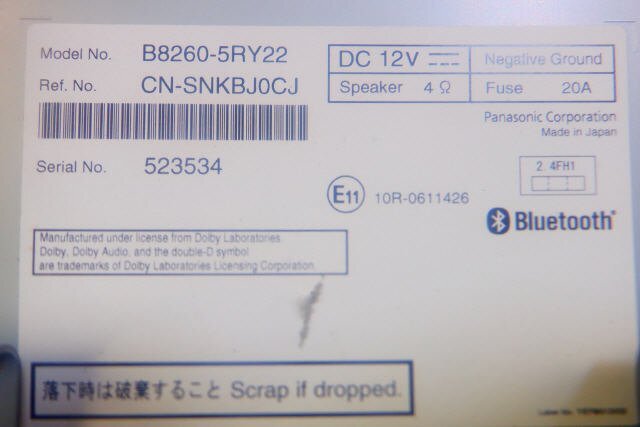 Model No. B8260-5RY22
Ref. No. CN-SNKBJ0CJ
DC 12V Negative Ground
Speaker 4 Ω Fuse 20A
Panasonic Corporation
Made in Japan
Serial No. 523534
E11 10R-0611426
2.4FH1
Bluetooth®
Manufactured under license from Dolby Laboratories.
Dolby, Dolby Audio, and the double-D symbol
are trademarks of Dolby Laboratories Licensing Corporation.
落下時は破棄すること Scrap if dropped.
Label No.